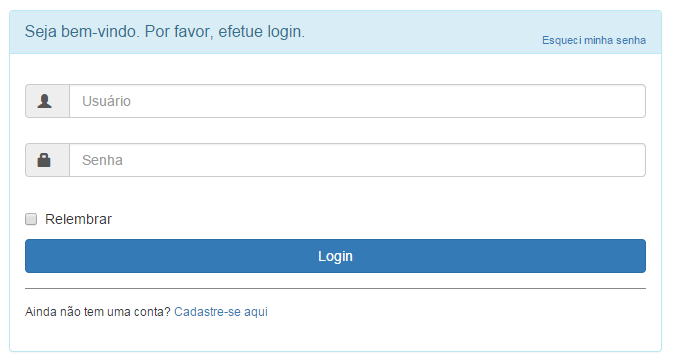 Seja bem-vindo. Por favor, efetue login.
Esqueci minha senha
Usuário
Senha
Relembrar
Login
Ainda não tem uma conta? Cadastre-se aqui